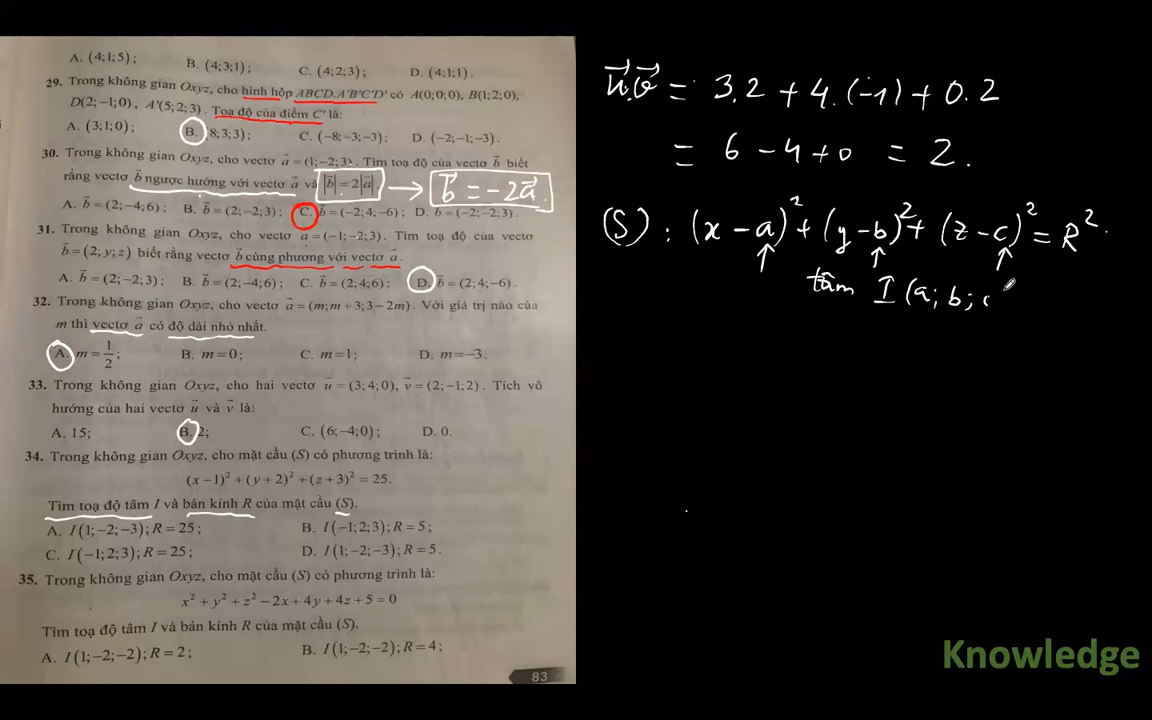 A. (4;1;5); B. (4;3;1); C. (4;2;3); D. (4;1;1).
29. Trong không gian Oxyz, cho hình hộp ABCD.A'B'C'D' có A(0;0;0), B(1;2;0),
D(2;−1;0), A'(5;2;3). Toạ độ của điểm C' là:
A. (3;1;0); B. (8;3;3); C. (−8;−3;−3); D. (−2;−1;−3).
30. Trong không gian Oxyz, cho vectơ a⃗ = (1;−2;3). Tìm toạ độ của vectơ b⃗ biết
rằng vectơ b⃗ ngược hướng với vectơ a⃗ và |b⃗| = 2|a⃗| → b⃗ = −2a⃗.
A. b⃗ = (2;−4;6); B. b⃗ = (2;−2;3); C. b⃗ = (−2;4;−6); D. b⃗ = (−2;−2;3).
31. Trong không gian Oxyz, cho vectơ a⃗ = (−1;−2;3). Tìm toạ độ của vectơ
b⃗ = (2;y;z) biết rằng vectơ b⃗ cùng phương với vectơ a⃗.
A. b⃗ = (2;−2;3); B. b⃗ = (2;−4;6); C. b⃗ = (2;4;6); D. b⃗ = (2;4;−6).
32. Trong không gian Oxyz, cho vectơ a⃗ = (m;m+3;3−2m). Với giá trị nào của
m thì vectơ a⃗ có độ dài nhỏ nhất.
A. m = 1/2; B. m = 0; C. m = 1; D. m = −3.
33. Trong không gian Oxyz, cho hai vectơ u⃗ = (3;4;0), v⃗ = (2;−1;2). Tích vô
hướng của hai vectơ u⃗ và v⃗ là:
A. 15; B. 2; C. (6;−4;0); D. 0.
34. Trong không gian Oxyz, cho mặt cầu (S) có phương trình là:
(x−1)² + (y+2)² + (z+3)² = 25.
Tìm toạ độ tâm I và bán kính R của mặt cầu (S).
A. I(1;−2;−3); R = 25; B. I(−1;2;3); R = 5;
C. I(−1;2;3); R = 25; D. I(1;−2;−3); R = 5.
35. Trong không gian Oxyz, cho mặt cầu (S) có phương trình là:
x² + y² + z² − 2x + 4y + 4z + 5 = 0
Tìm toạ độ tâm I và bán kính R của mặt cầu (S).
A. I(1;−2;−2); R = 2; B. I(1;−2;−2); R = 4;
83
u⃗.v⃗ = 3.2 + 4.(−1) + 0.2
= 6 − 4 + 0 = 2.
(S): (x − a)² + (y − b)² + (z − c)² = R².
tâm I (a; b; c
Knowledge